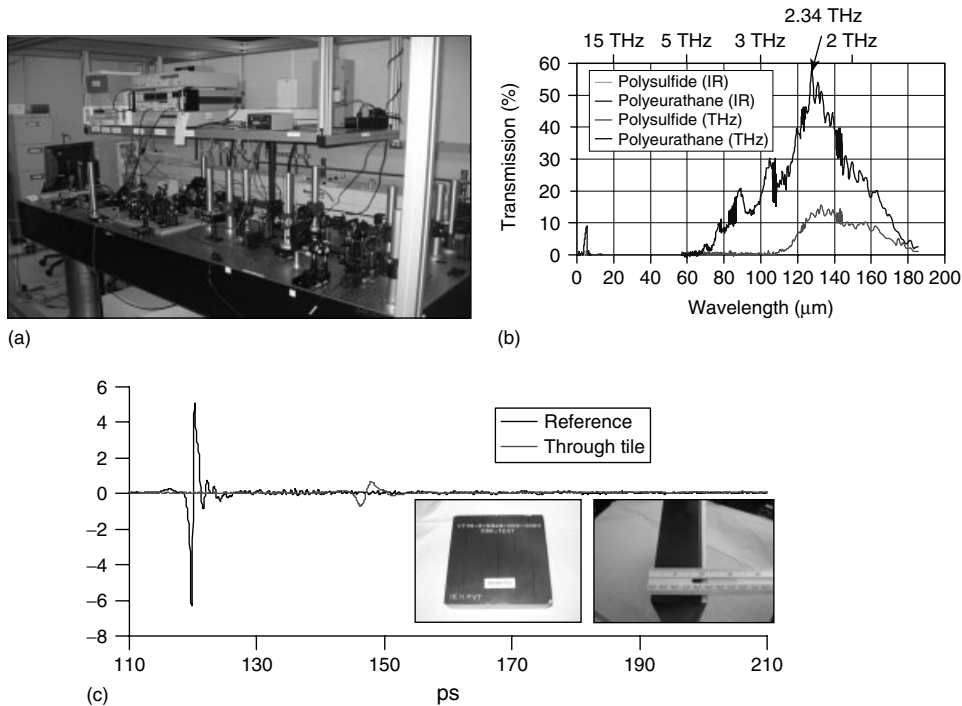 2.34 THz
15 THz 5 THz 3 THz 2 THz
60
50
40
30
20
10
0
Transmission (%)
Polysulfide (IR)
Polyeurathane (IR)
Polysulfide (THz)
Polyeurathane (THz)
0 20 40 60 80 100 120 140 160 180 200
Wavelength (μm)
(a)
(b)
6
4
2
0
−2
−4
−6
−8
Reference
Through tile
110 130 150 170 190 210
ps
(c)